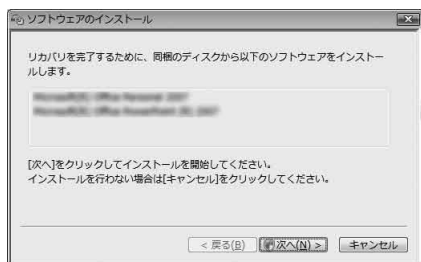 ソフトウェアのインストール
リカバリを完了するために、同梱のディスクから以下のソフトウェアをインストー
ルします。
[次へ]をクリックしてインストールを開始してください。
インストールを行わない場合は[キャンセル]をクリックしてください。
< 戻る(B) 次へ(N) > キャンセル